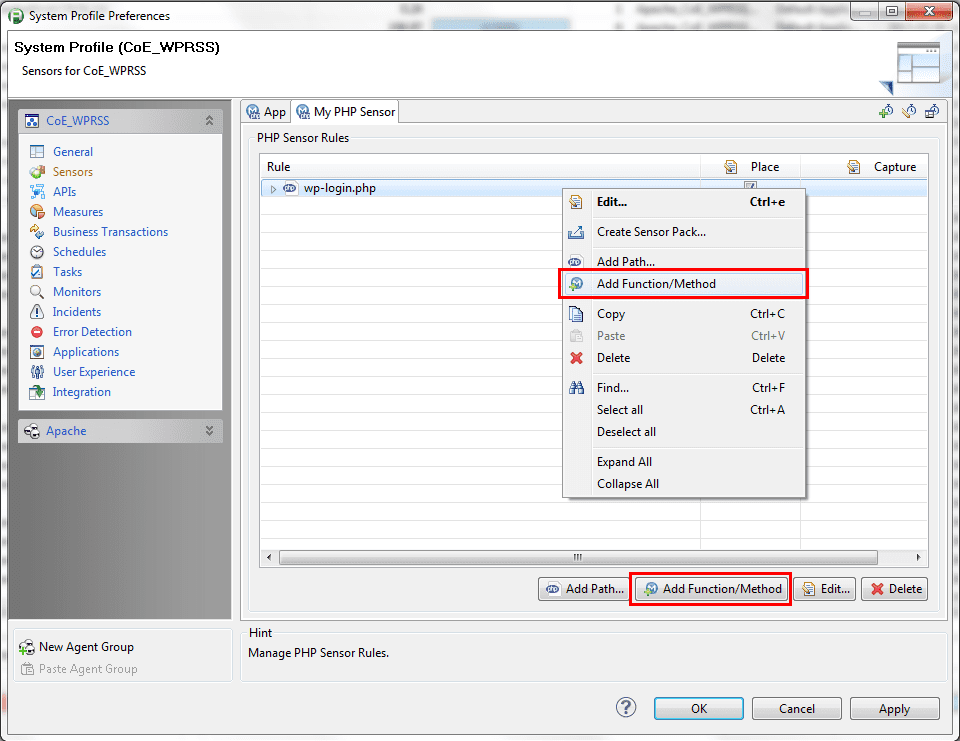 System Profile Preferences
System Profile (CoE_WPRSS)
Sensors for CoE_WPRSS
CoE_WPRSS
General
Sensors
APIs
Measures
Business Transactions
Schedules
Tasks
Monitors
Incidents
Error Detection
Applications
User Experience
Integration
Apache
New Agent Group
Paste Agent Group
App My PHP Sensor
PHP Sensor Rules
Rule Place Capture
wp-login.php
Edit... Ctrl+e
Create Sensor Pack...
Add Path...
Add Function/Method
Copy Ctrl+C
Paste Ctrl+V
Delete Delete
Find... Ctrl+F
Select all Ctrl+A
Deselect all
Expand All
Collapse All
Add Path... Add Function/Method Edit... Delete
Hint
Manage PHP Sensor Rules.
OK Cancel Apply